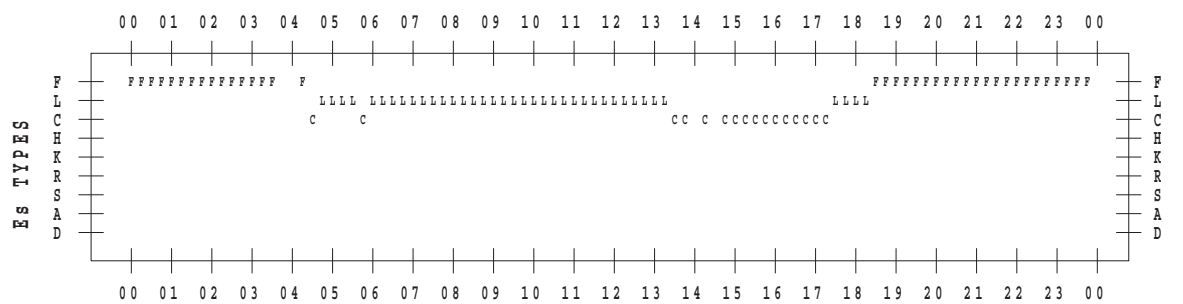 00 01 02 03 04 05 06 07 08 09 10 11 12 13 14 15 16 17 18 19 20 21 22 23 00
F FFFFFFFFFFFFFFF F FFFFFFFFFFFFFFFFFFFFFF F
L LLLL LLLLLLLLLLLLLLLLLLLLLLLLLLLLLL LLLL L
C C C CC C CCCCCCCCCCC C
H H
K K
R R
S S
A A
D D
Es TYPES
00 01 02 03 04 05 06 07 08 09 10 11 12 13 14 15 16 17 18 19 20 21 22 23 00